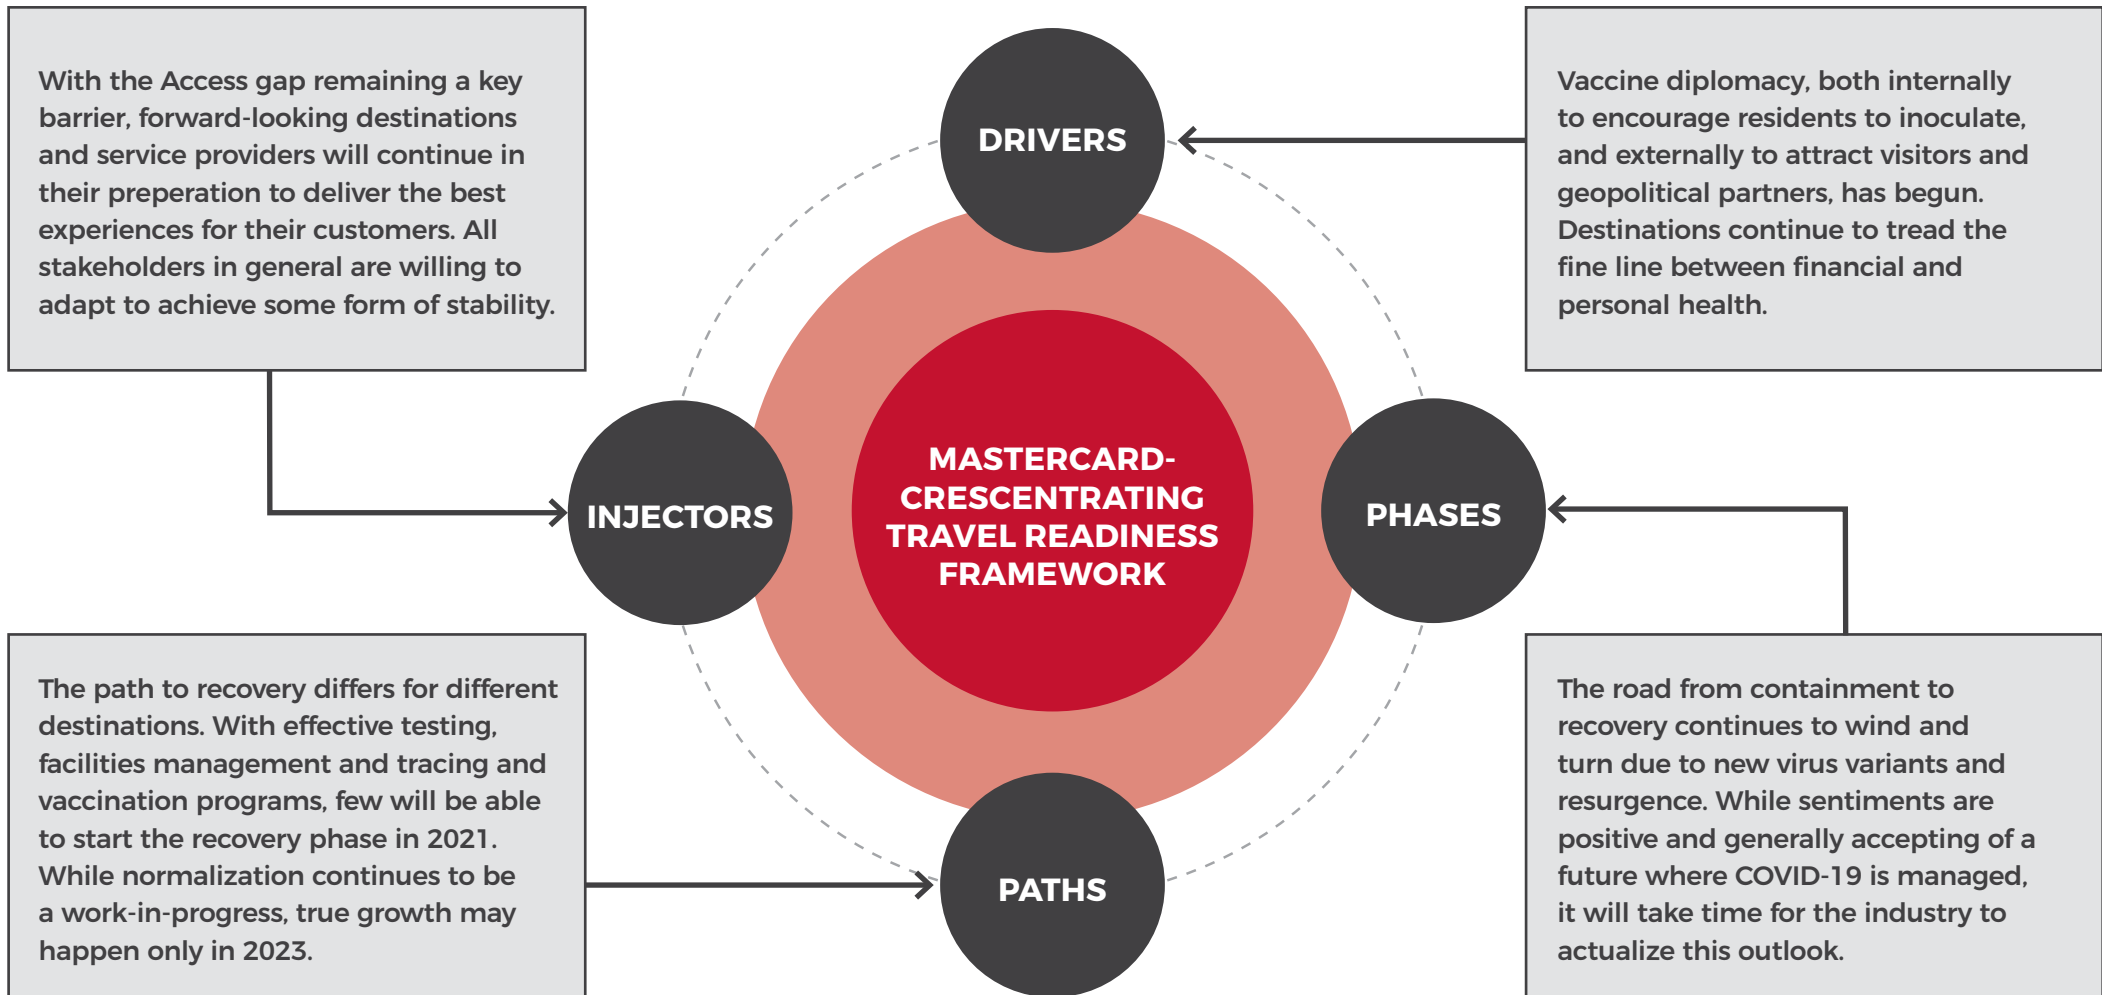 With the Access gap remaining a key
barrier, forward-looking destinations
and service providers will continue in
their preperation to deliver the best
experiences for their customers. All
stakeholders in general are willing to
adapt to achieve some form of stability.
DRIVERS
Vaccine diplomacy, both internally
to encourage residents to inoculate,
and externally to attract visitors and
geopolitical partners, has begun.
Destinations continue to tread the
fine line between financial and
personal health.
INJECTORS
MASTERCARD-
CRESCENTRATING
TRAVEL READINESS
FRAMEWORK
PHASES
The path to recovery differs for different
destinations. With effective testing,
facilities management and tracing and
vaccination programs, few will be able
to start the recovery phase in 2021.
While normalization continues to be
a work-in-progress, true growth may
happen only in 2023.
PATHS
The road from containment to
recovery continues to wind and
turn due to new virus variants and
resurgence. While sentiments are
positive and generally accepting of a
future where COVID-19 is managed,
it will take time for the industry to
actualize this outlook.